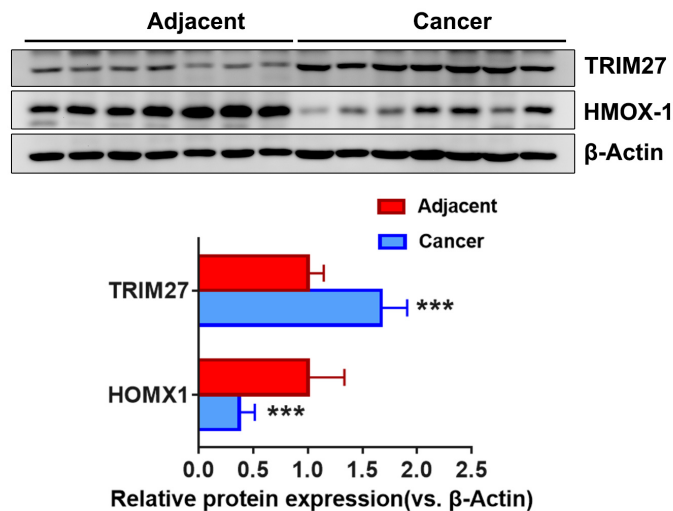 Adjacent Cancer
TRIM27
HMOX-1
β-Actin
Adjacent
Cancer
TRIM27
***
HOMX1
***
0.0 0.5 1.0 1.5 2.0 2.5
Relative protein expression(vs. β-Actin)